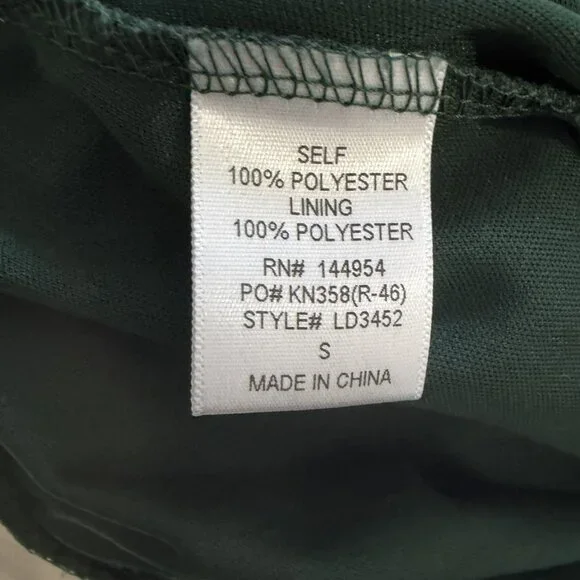 SELF
100% POLYESTER
LINING
100% POLYESTER
RN# 144954
PO# KN358(R-46)
STYLE# LD3452
S
MADE IN CHINA